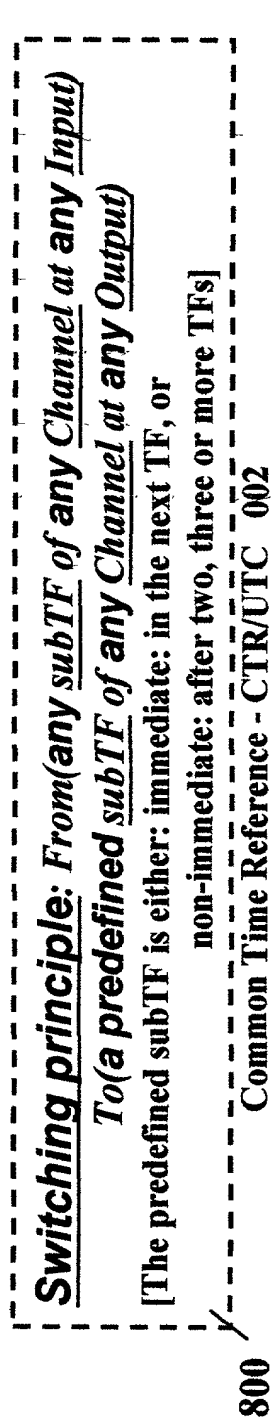 Switching principle: From(any subTF of any Channel at any Input)
To(a predefined subTF of any Channel at any Output)
[The predefined subTF is either: immediate: in the next TF, or
non-immediate: after two, three or more TFs]
800
Common Time Reference - CTR/UTC 002